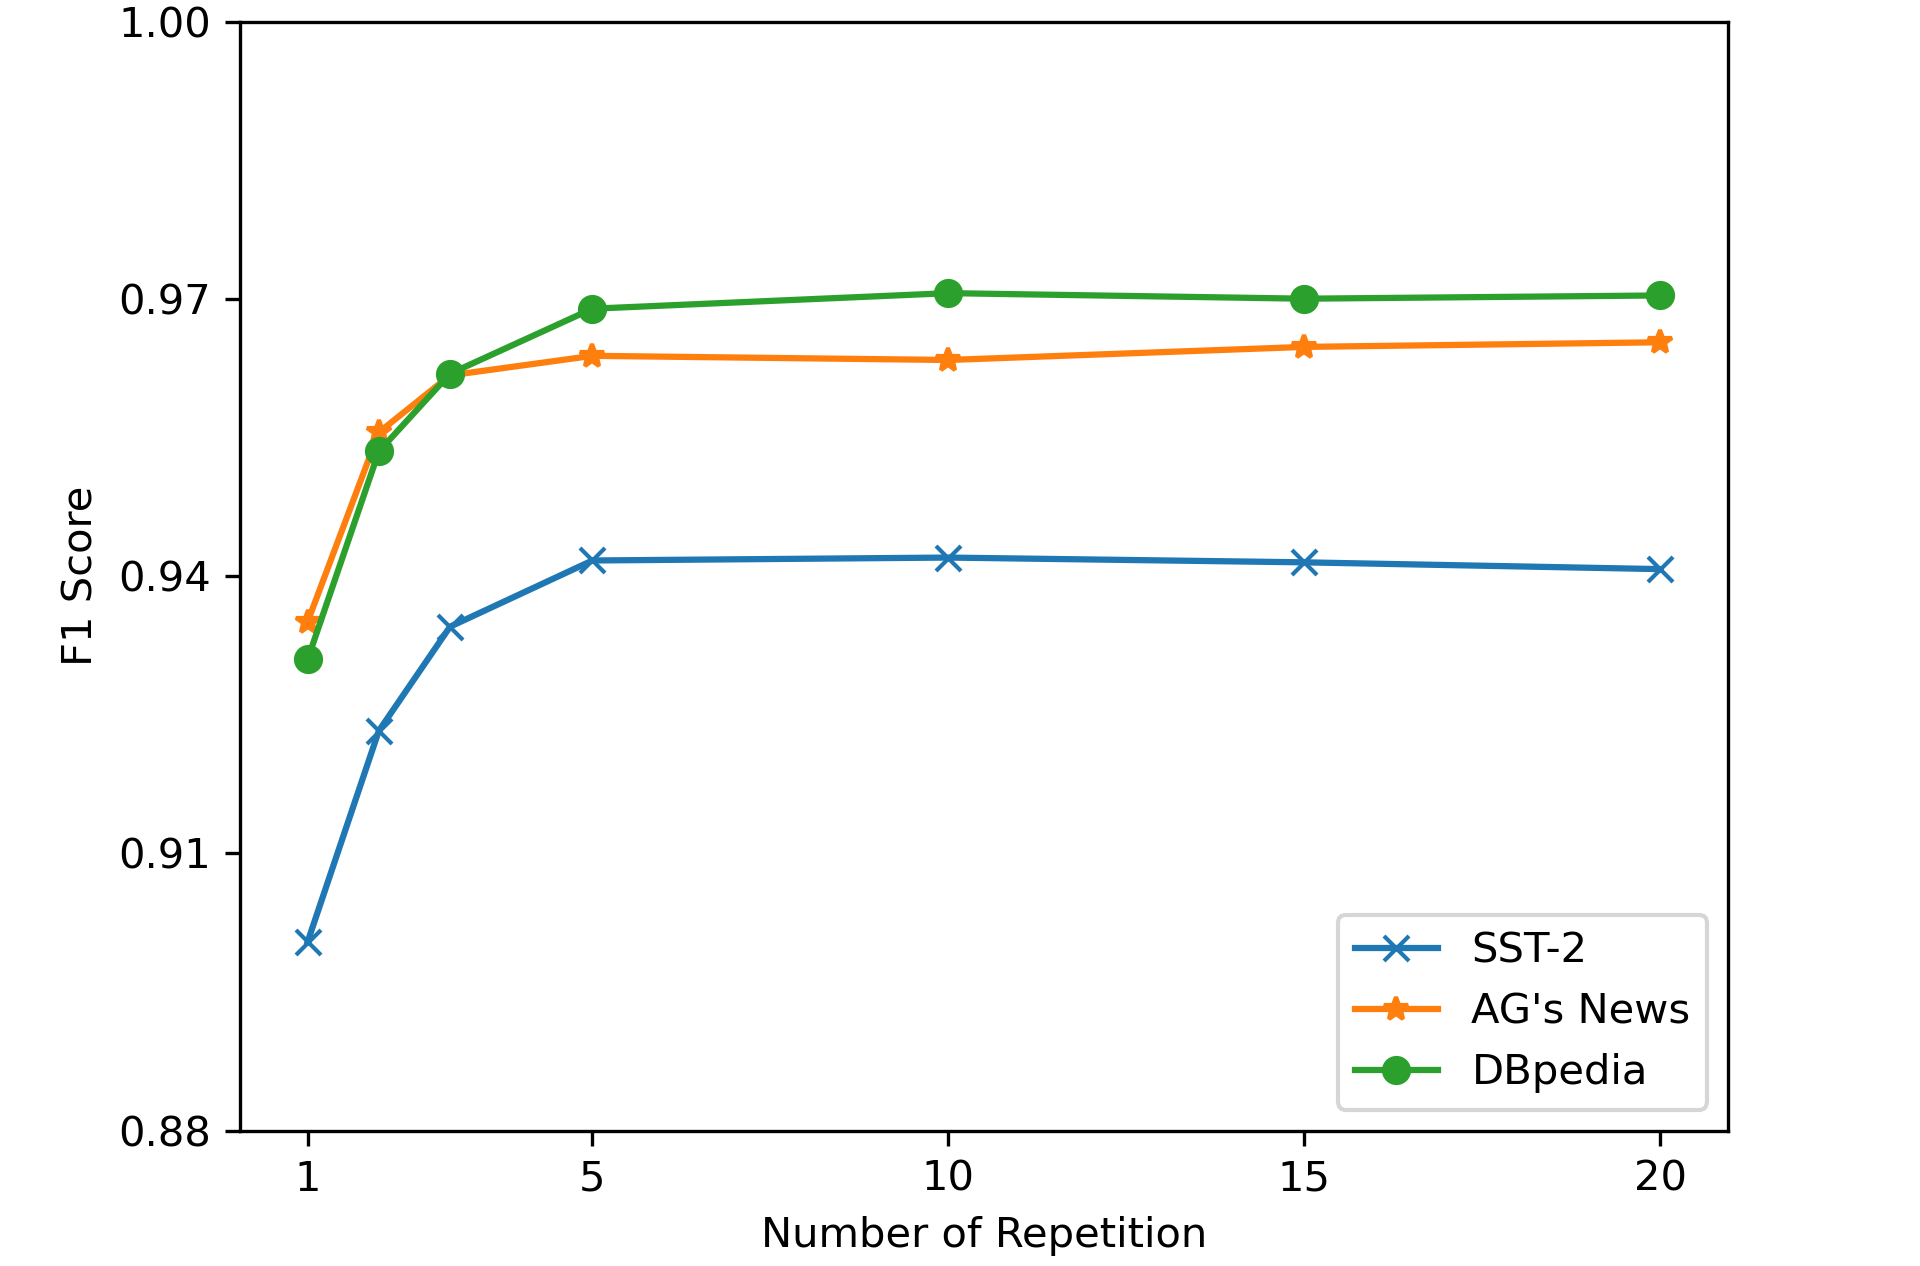 1.00
0.97
0.94
0.91
0.88
F1 Score
1 5 10 15 20
Number of Repetition
SST-2
AG's News
DBpedia